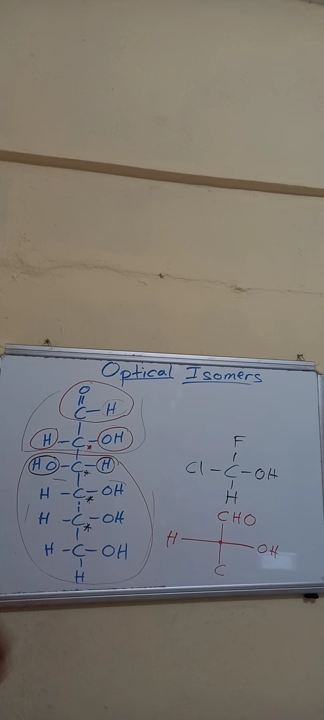 Optical Isomers
O
C-H
H-C*-OH
HO-C*-H
H-C*-OH
H-C*-OH
H-C-OH
H
F
Cl-C-OH
H
CHO
H OH
C